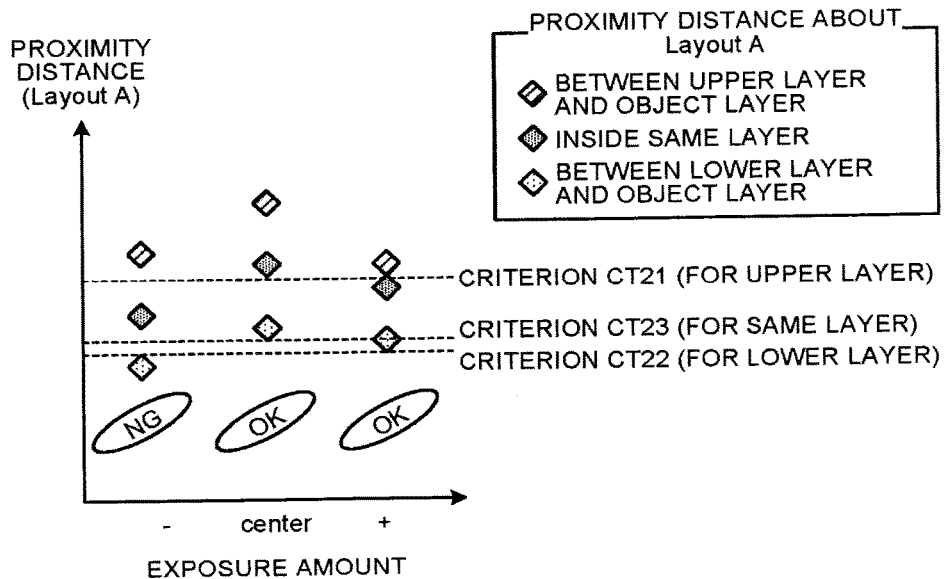 PROXIMITY
DISTANCE
(Layout A)
PROXIMITY DISTANCE ABOUT
Layout A
BETWEEN UPPER LAYER
AND OBJECT LAYER
INSIDE SAME LAYER
BETWEEN LOWER LAYER
AND OBJECT LAYER
CRITERION CT21 (FOR UPPER LAYER)
CRITERION CT23 (FOR SAME LAYER)
CRITERION CT22 (FOR LOWER LAYER)
NG OK OK
- center +
EXPOSURE AMOUNT